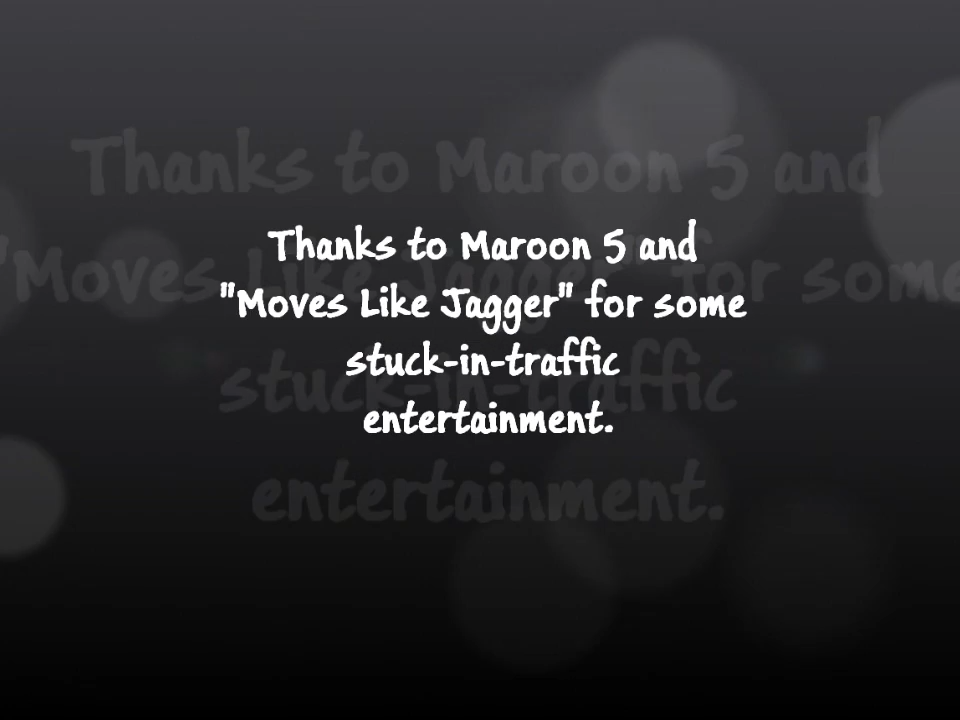 Thanks to Maroon 5 and
"Moves Like Jagger" for some
stuck-in-traffic
entertainment.